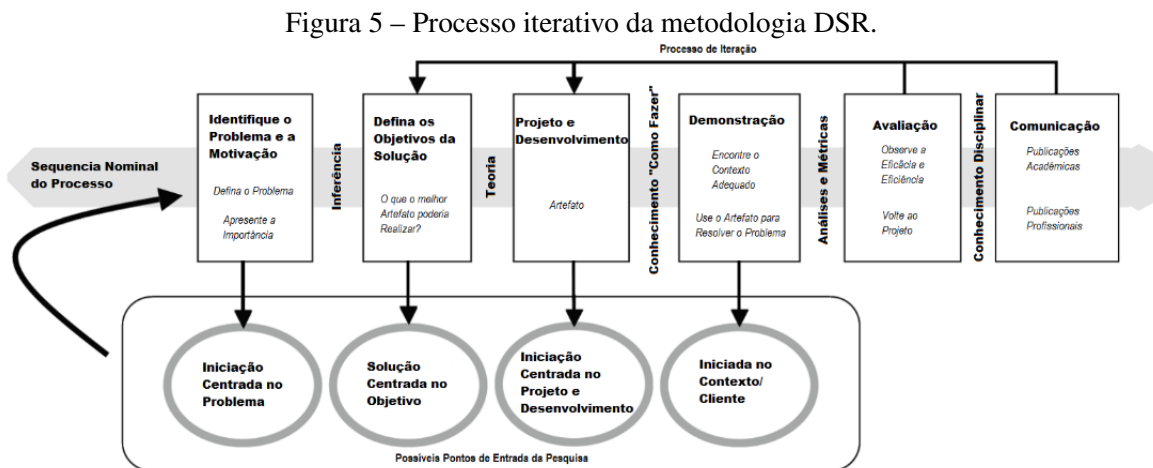 Figura 5 – Processo iterativo da metodologia DSR.
Processo de Iteração
Sequencia Nominal
do Processo
Identifique o
Problema e a
Motivação
Defina o Problema
Apresente a
Importância
Inferência
Defina os
Objetivos da
Solução
O que o melhor
Artefato poderia
Realizar?
Teoria
Projeto e
Desenvolvimento
Artefato
Conhecimento "Como Fazer"
Demonstração
Encontre o
Contexto
Adequado
Use o Artefato para
Resolver o Problema
Análises e Métricas
Avaliação
Observe a
Eficâcia e
Eficiência
Volte ao
Projeto
Conhecimento Disciplinar
Comunicação
Publicações
Acadêmicas
Publicações
Profissionais
Iniciação
Centrada no
Problema
Solução
Centrada no
Objetivo
Iniciação
Centrada no
Projeto e
Desenvolvimento
Iniciada no
Contexto/
Cliente
Possiveis Pontos de Entrada da Pesquisa